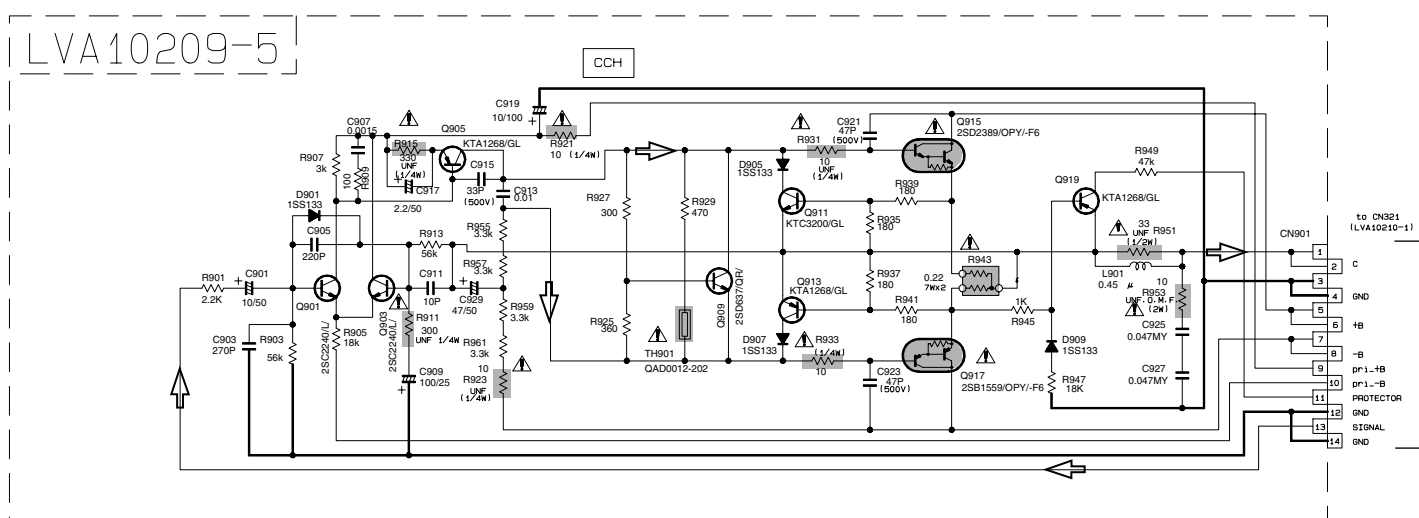 LVA10209-5
CCH
C919
10/100
+
C907
0.0015
R915
330
UNF
(1/4W)
Q905
KTA1268/GL
R921
10 (1/4W)
R931
10
UNF
(1/4W)
C921
47P
(500V)
Q915
2SD2389/OPY/-F6
R907
3k
100
R909
+
C917
2.2/50
C915
33P
(500V)
C913
0.01
D901
1SS133
C905
220P
R927
300
R929
470
D905
1SS133
Q911
KTC3200/GL
R939
180
R935
180
Q919
KTA1268/GL
R949
47k
R955
3.3k
R913
56k
R957
3.3k
R943
0.22
7Wx2
33
UNF
(1/2W)
R951
CN901
to CN321
(LVA10210-1)
R901
2.2K
+
C901
10/50
Q901
2SC2240/L/
C911
10P
+
C929
47/50
Q903
2SC2240/L/
R911
300
UNF 1/4W
R959
3.3k
Q909
2SD637/QR/
Q913
KTA1268/GL
R937
180
R941
180
1K
R945
L901
0.45 μ
10
R953
UNF.O.M.F.
(2W)
C903
270P
R903
56k
R905
18k
R961
3.3k
10
R923
UNF
(1/4W)
C909
100/25
+
R925
360
TH901
QAD0012-202
D907
1SS133
R933
(1/4W)
10
C923
47P
(500V)
Q917
2SB1559/OPY/-F6
D909
1SS133
R947
18K
C925
0.047MY
C927
0.047MY
1
2
C
3
4
GND
5
6
+B
7
8
-B
9
pri.+B
10
pri.-B
11
PROTECTOR
12
GND
13
SIGNAL
14
GND